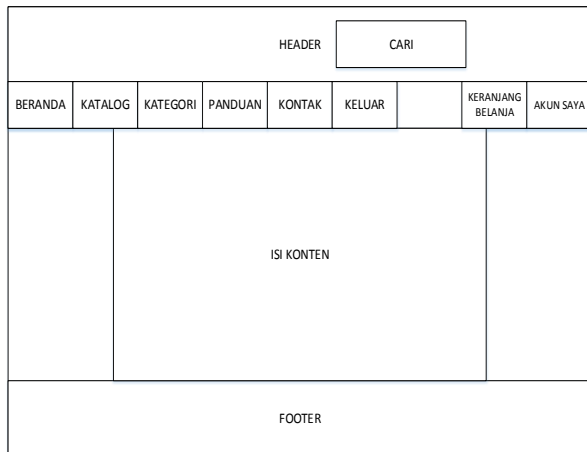 HEADER
CARI
BERANDA
KATALOG
KATEGORI
PANDUAN
KONTAK
KELUAR
KERANJANG
BELANJA
AKUN SAYA
ISI KONTEN
FOOTER